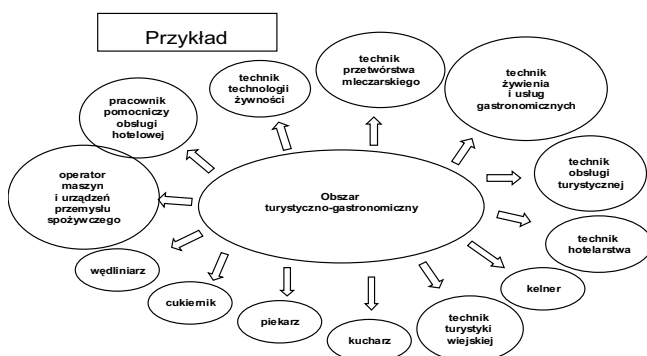 Przykład
technik
przetwórstwa
mleczarskiego
technik
technologii
żywności
technik
żywienia
i usług
gastronomicznych
pracownik
pomocniczy
obsługi
hotelowej
technik
obsługi
turystycznej
operator
maszyn
i urządzeń
przemysłu
spożywczego
Obszar
turystyczno-gastronomiczny
technik
hotelarstwa
wędliniarz
kelner
cukiernik
piekarz
kucharz
technik
turystyki
wiejskiej